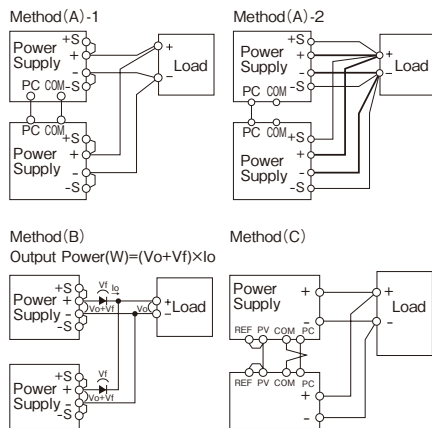 Method(A)-1
Power Supply
+S
+
-
-S
PC COM
PC COM
Power Supply
+S
+
-
-S
+
-
Load
Method(A)-2
Power Supply
+S
+
-
-S
PC COM
PC COM
Power Supply
+S
+
-
-S
+
-
Load
Method(B)
Output Power(W)=(Vo+Vf)×Io
Power Supply
+S
+
-
-S
Vf Io
Vo+Vf
Vo
+
-
Load
Power Supply
+S
+
-
-S
Vf
Vo+Vf
Method(C)
Power Supply
+
-
REF PV COM PC
REF PV COM PC
Power Supply
+
-
+
-
Load